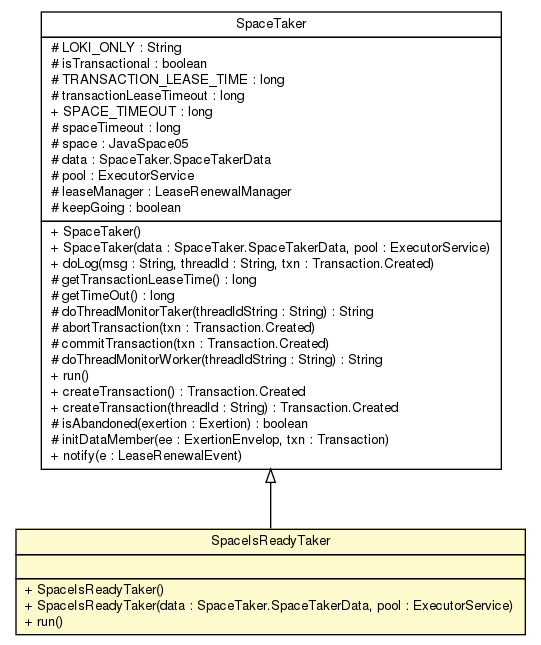 SpaceTaker
# LOKI_ONLY : String
# isTransactional : boolean
# TRANSACTION_LEASE_TIME : long
# transactionLeaseTimeout : long
+ SPACE_TIMEOUT : long
# spaceTimeout : long
# space : JavaSpace05
# data : SpaceTaker.SpaceTakerData
# pool : ExecutorService
# leaseManager : LeaseRenewalManager
# keepGoing : boolean
+ SpaceTaker()
+ SpaceTaker(data : SpaceTaker.SpaceTakerData, pool : ExecutorService)
+ doLog(msg : String, threadId : String, txn : Transaction.Created)
# getTransactionLeaseTime() : long
# getTimeOut() : long
# doThreadMonitorTaker(threadIdString : String) : String
# abortTransaction(txn : Transaction.Created)
# commitTransaction(txn : Transaction.Created)
# doThreadMonitorWorker(threadIdString : String) : String
+ run()
+ createTransaction() : Transaction.Created
+ createTransaction(threadId : String) : Transaction.Created
# isAbandoned(exertion : Exertion) : boolean
# initDataMember(ee : ExertionEnvelop, txn : Transaction)
+ notify(e : LeaseRenewalEvent)
SpaceIsReadyTaker
+ SpaceIsReadyTaker()
+ SpaceIsReadyTaker(data : SpaceTaker.SpaceTakerData, pool : ExecutorService)
+ run()